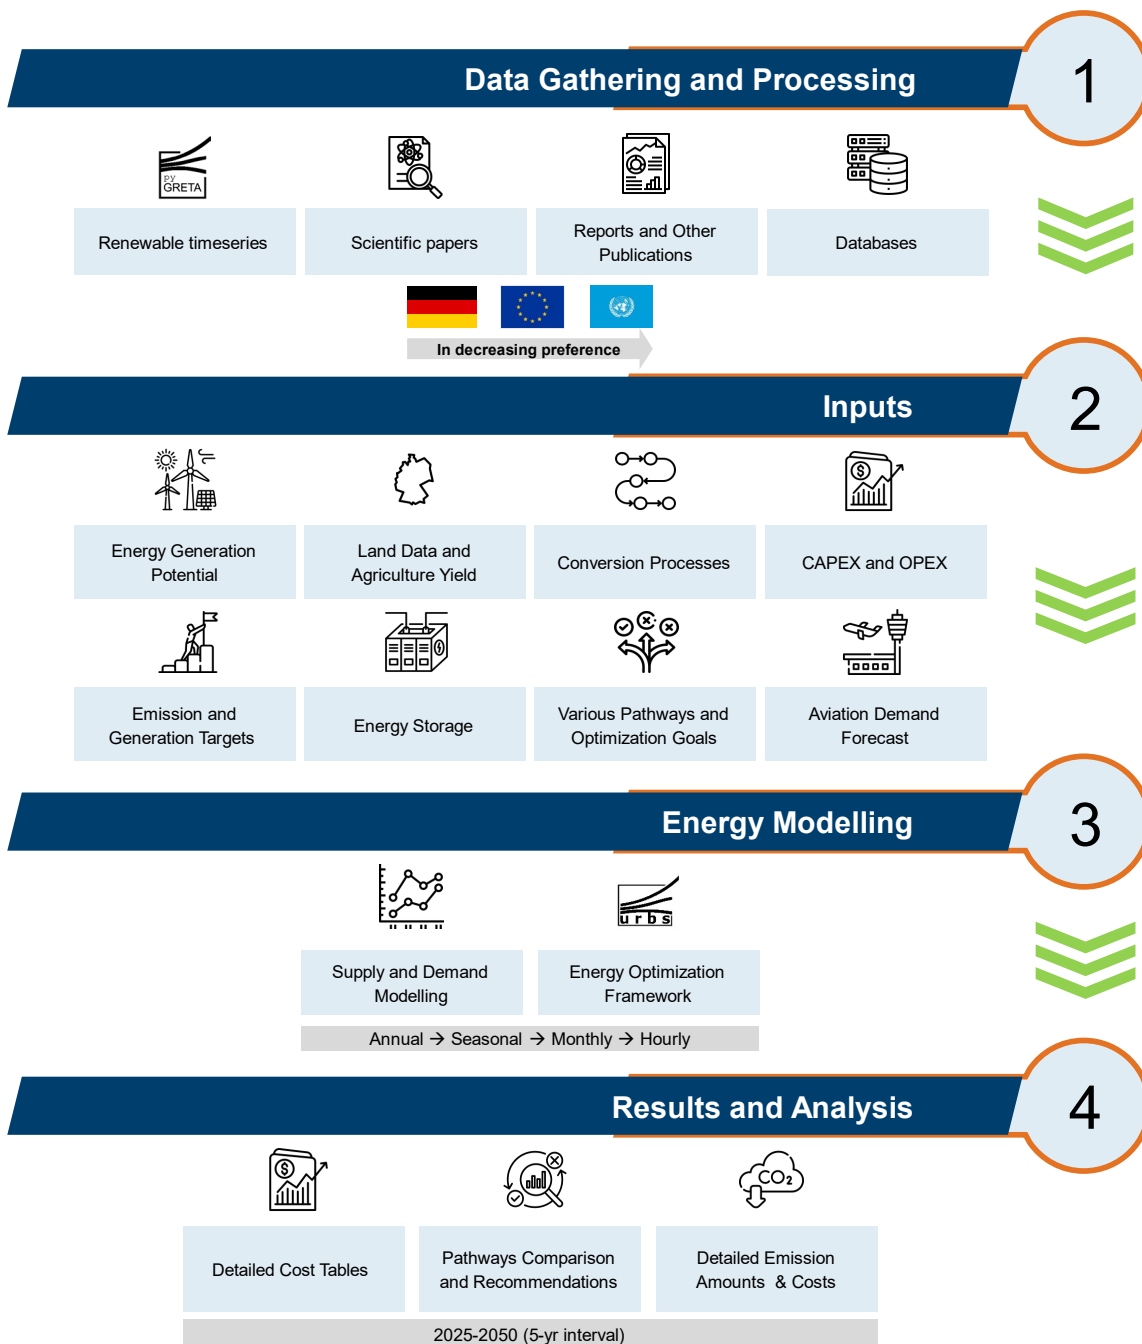 Data Gathering and Processing
1
py
GRETA
Renewable timeseries
Scientific papers
Reports and Other
Publications
Databases
In decreasing preference
Inputs
2
$
Energy Generation
Potential
Land Data and
Agriculture Yield
Conversion Processes
CAPEX and OPEX
Emission and
Generation Targets
Energy Storage
Various Pathways and
Optimization Goals
Aviation Demand
Forecast
Energy Modelling
3
urbs
Supply and Demand
Modelling
Energy Optimization
Framework
Annual → Seasonal → Monthly → Hourly
Results and Analysis
4
$
CO2
Detailed Cost Tables
Pathways Comparison
and Recommendations
Detailed Emission
Amounts & Costs
2025-2050 (5-yr interval)